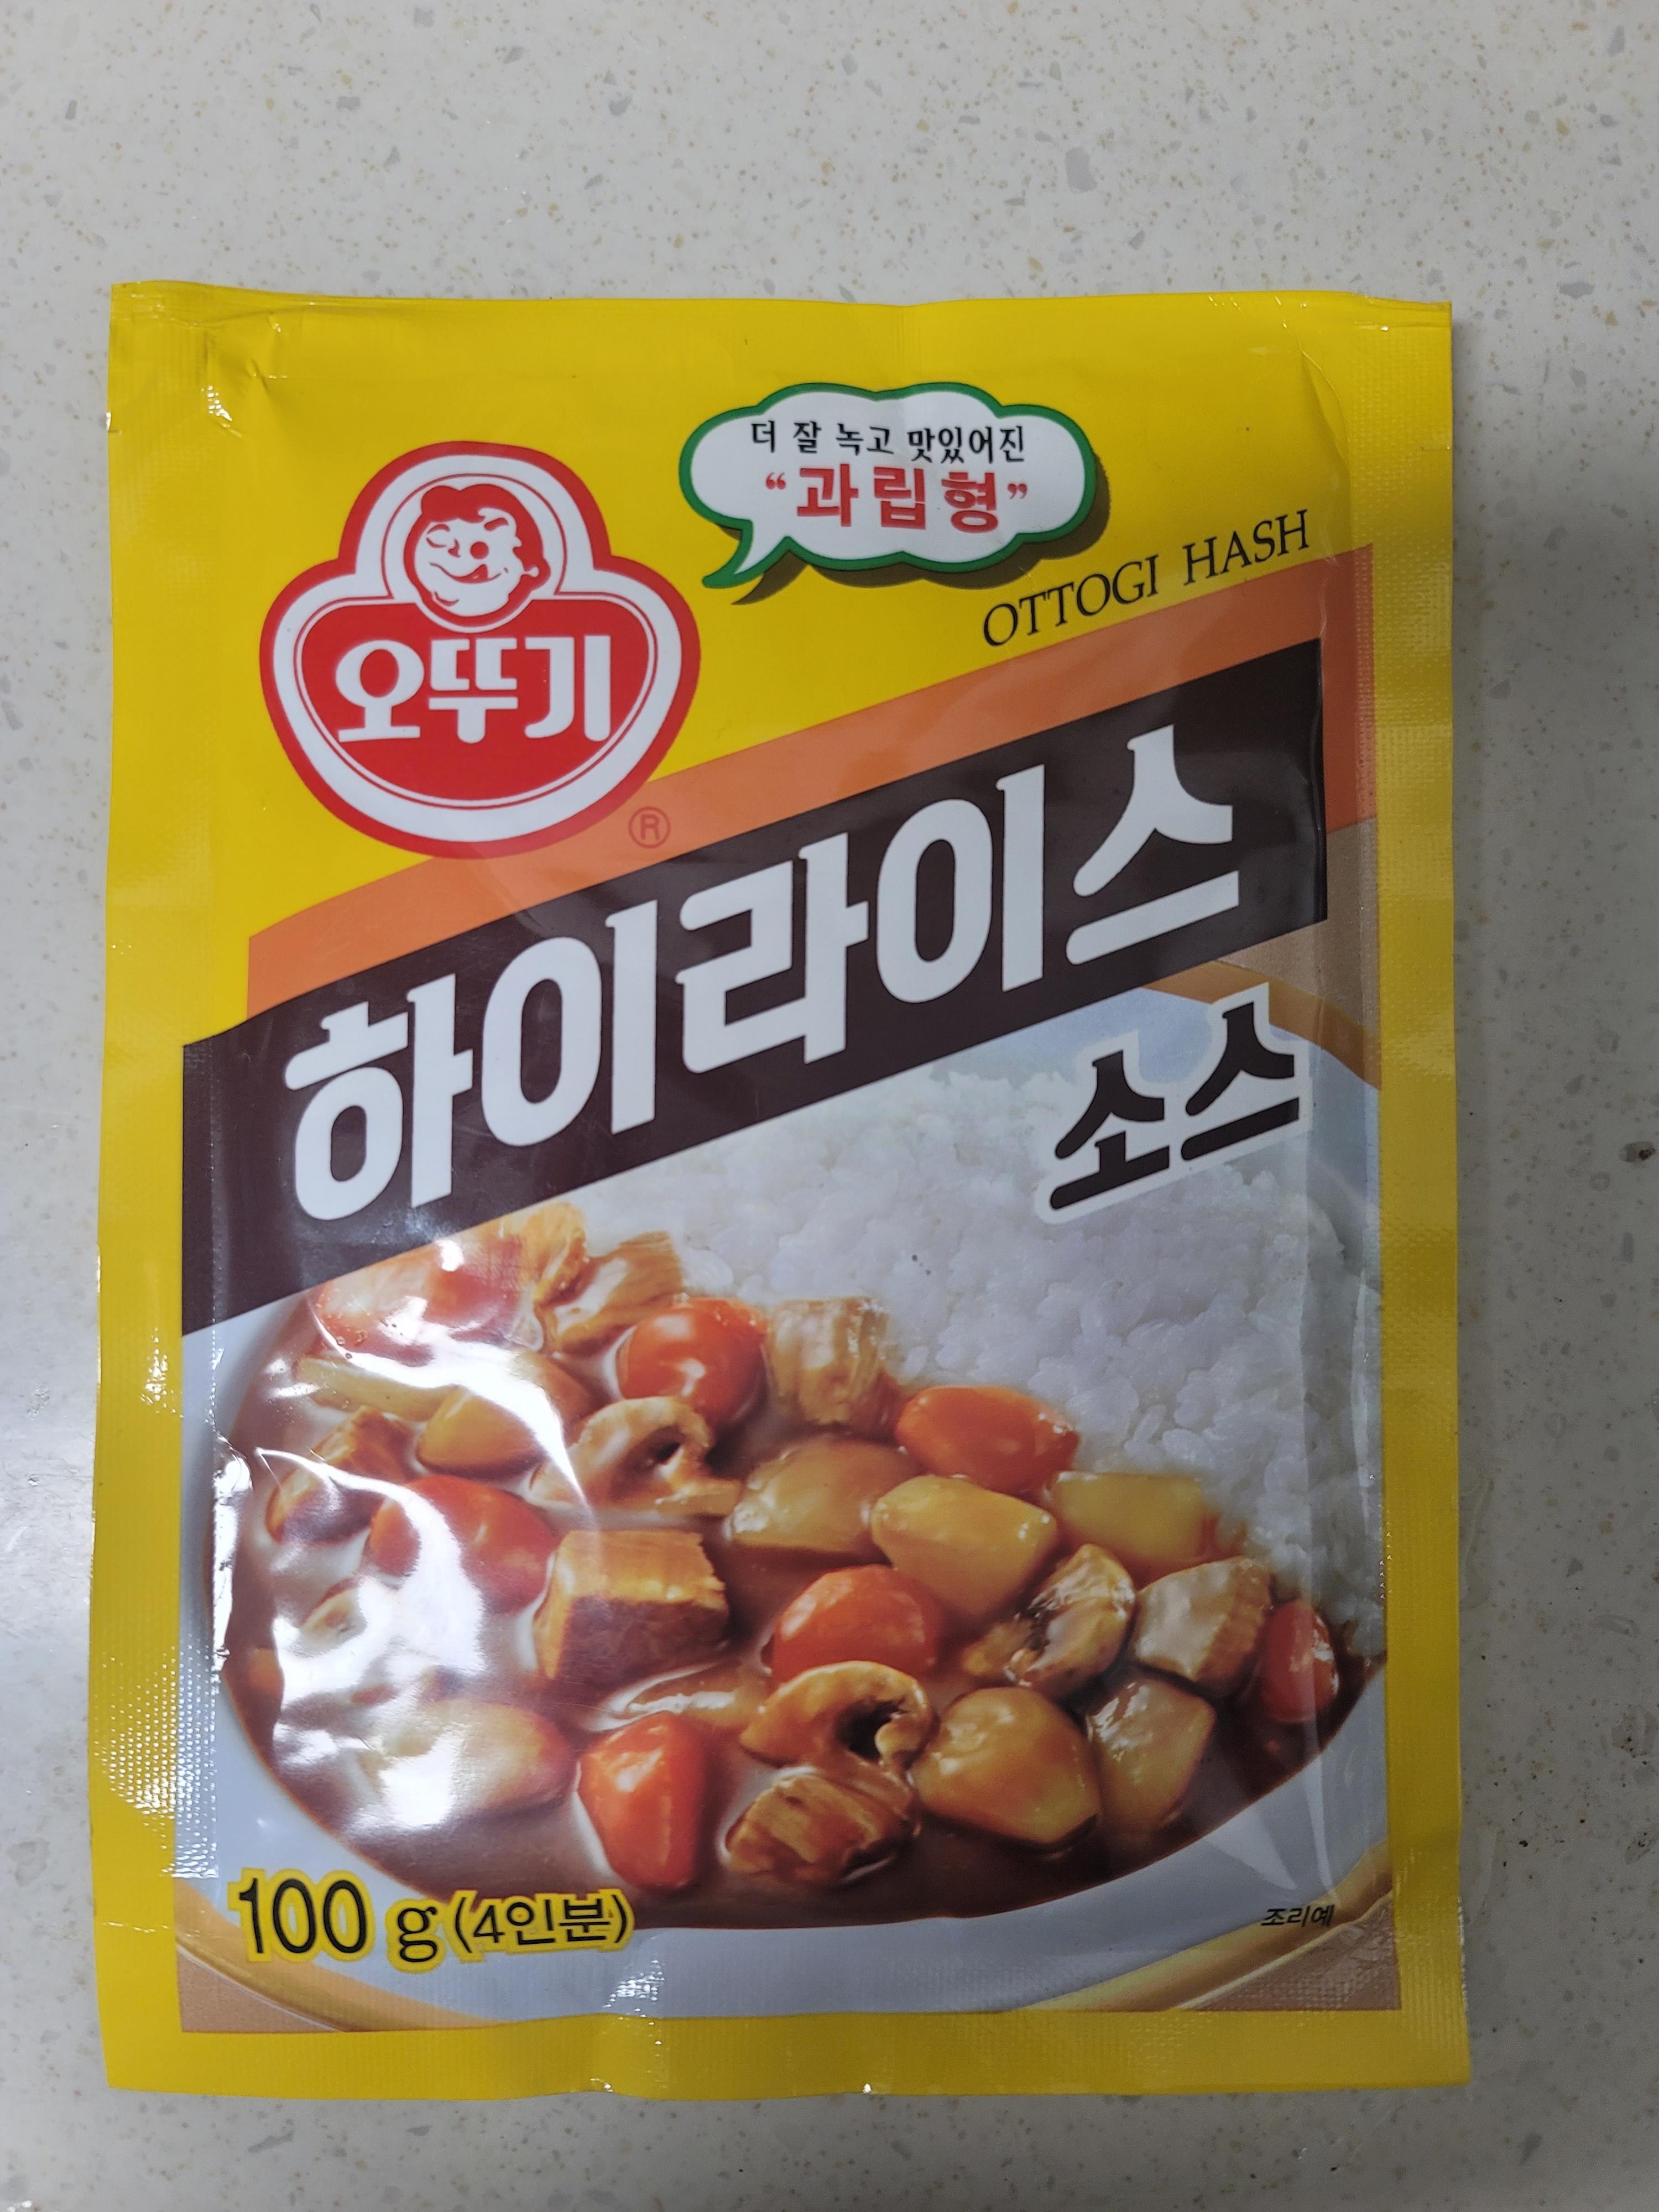 더 잘 녹고 맛있어진
“과립형”
OTTOGI HASH
오뚜기
®
하이라이스
소스
100 g (4인분)
조리예